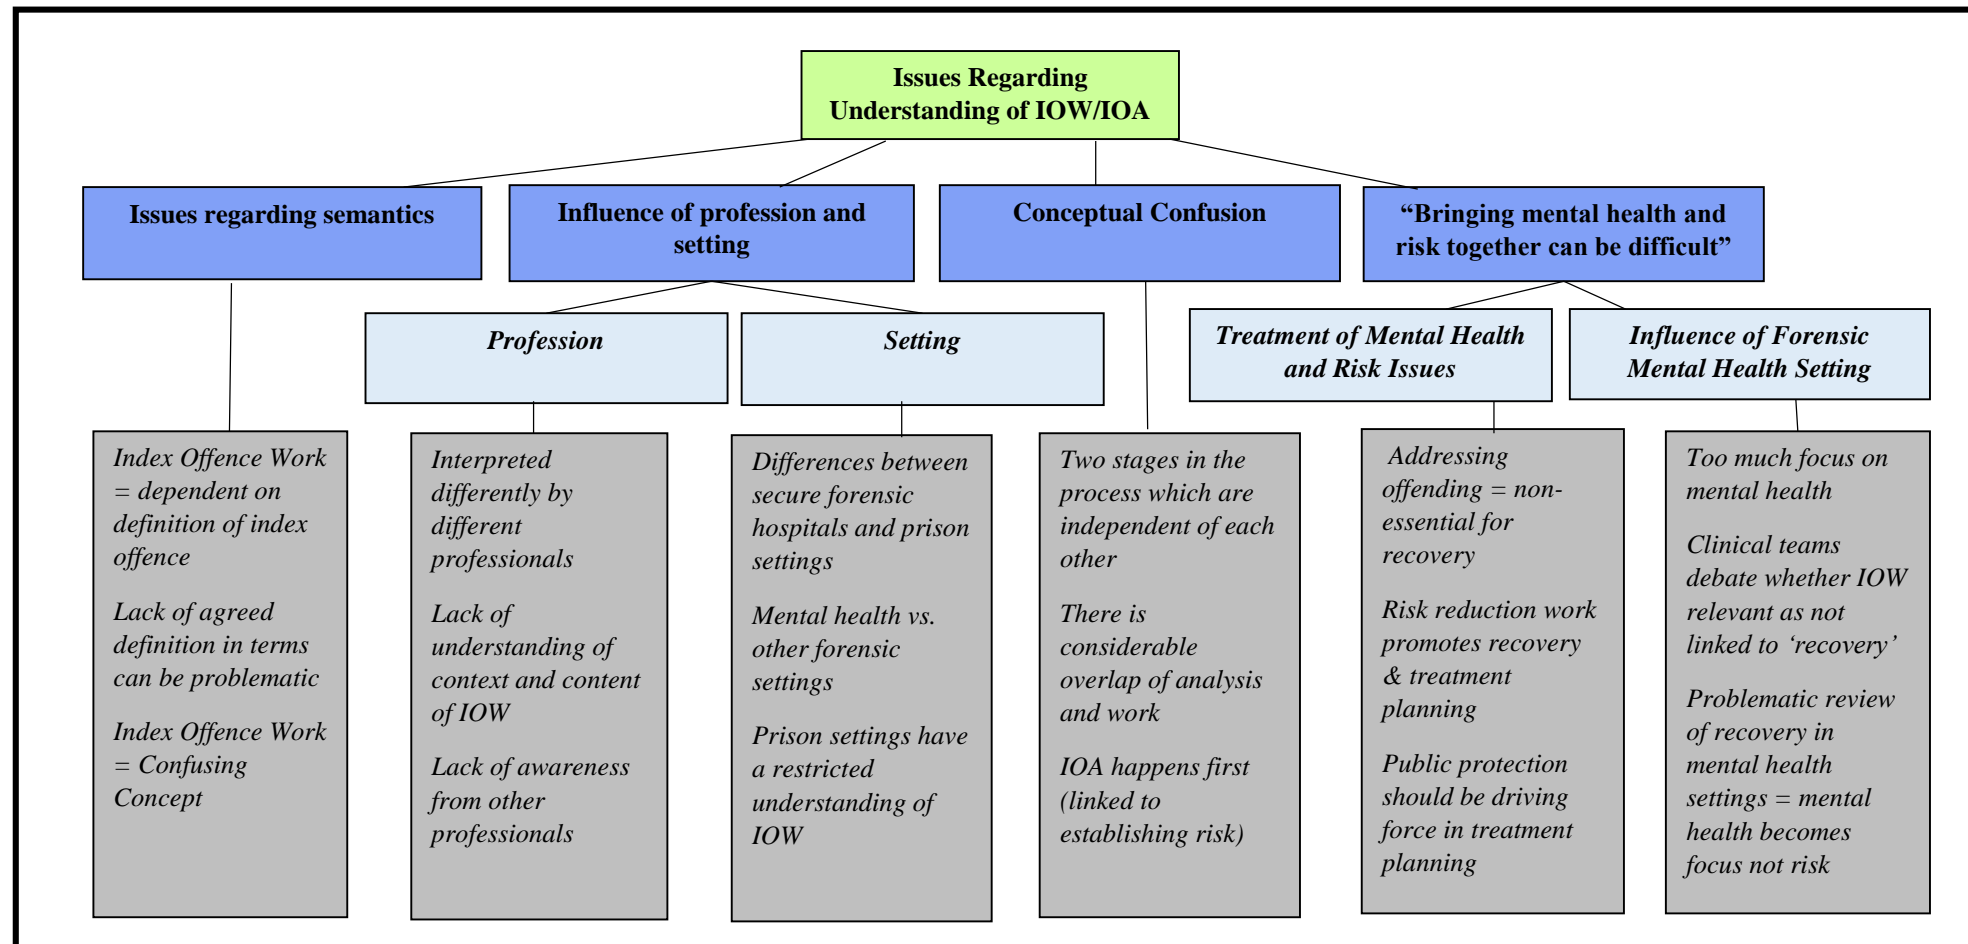 Issues Regarding
Understanding of IOW/IOA
Issues regarding semantics
Influence of profession and
setting
Conceptual Confusion
“Bringing mental health and
risk together can be difficult”
Profession
Setting
Treatment of Mental Health
and Risk Issues
Influence of Forensic
Mental Health Setting
Index Offence Work
= dependent on
definition of index
offence
Lack of agreed
definition in terms
can be problematic
Index Offence Work
= Confusing
Concept
Interpreted
differently by
different
professionals
Lack of
understanding of
context and content
of IOW
Lack of awareness
from other
professionals
Differences between
secure forensic
hospitals and prison
settings
Mental health vs.
other forensic
settings
Prison settings have
a restricted
understanding of
IOW
Two stages in the
process which are
independent of each
other
There is
considerable
overlap of analysis
and work
IOA happens first
(linked to
establishing risk)
Addressing
offending = non-
essential for
recovery
Risk reduction work
promotes recovery
& treatment
planning
Public protection
should be driving
force in treatment
planning
Too much focus on
mental health
Clinical teams
debate whether IOW
relevant as not
linked to ‘recovery’
Problematic review
of recovery in
mental health
settings = mental
health becomes
focus not risk